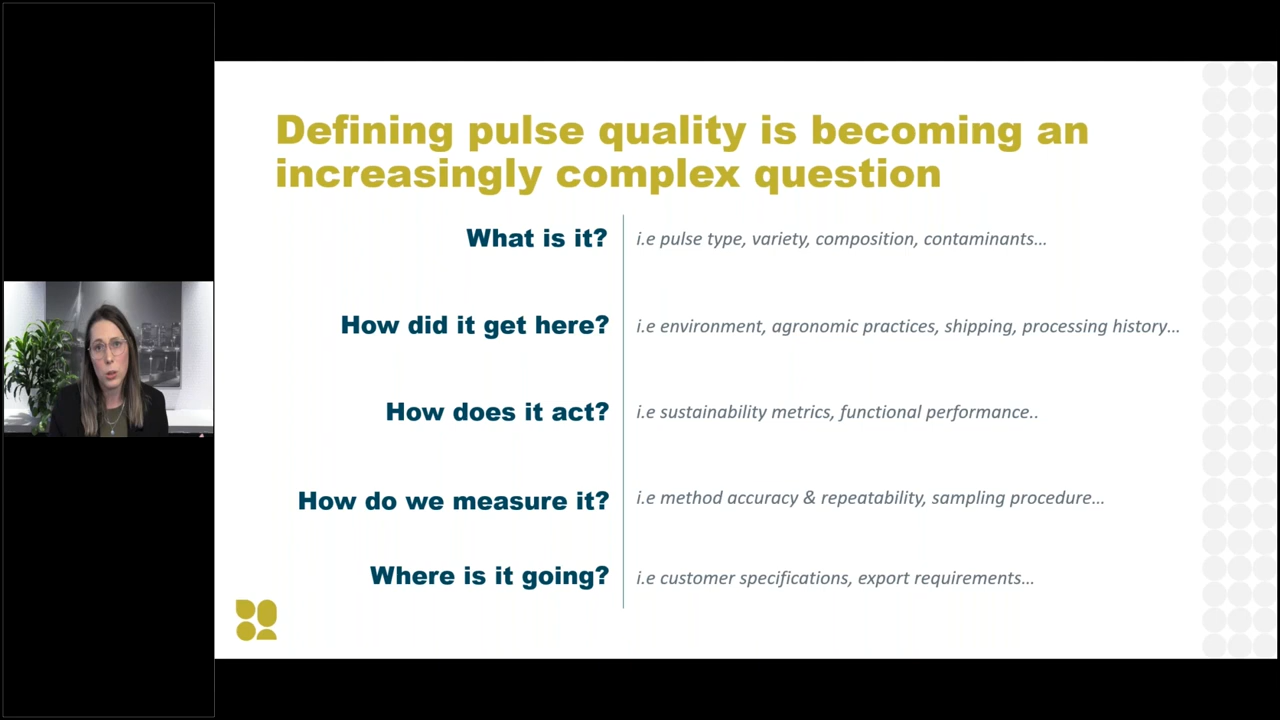 Defining pulse quality is becoming an
increasingly complex question
What is it?
i.e pulse type, variety, composition, contaminants...
How did it get here?
i.e environment, agronomic practices, shipping, processing history...
How does it act?
i.e sustainability metrics, functional performance..
How do we measure it?
i.e method accuracy & repeatability, sampling procedure...
Where is it going?
i.e customer specifications, export requirements...